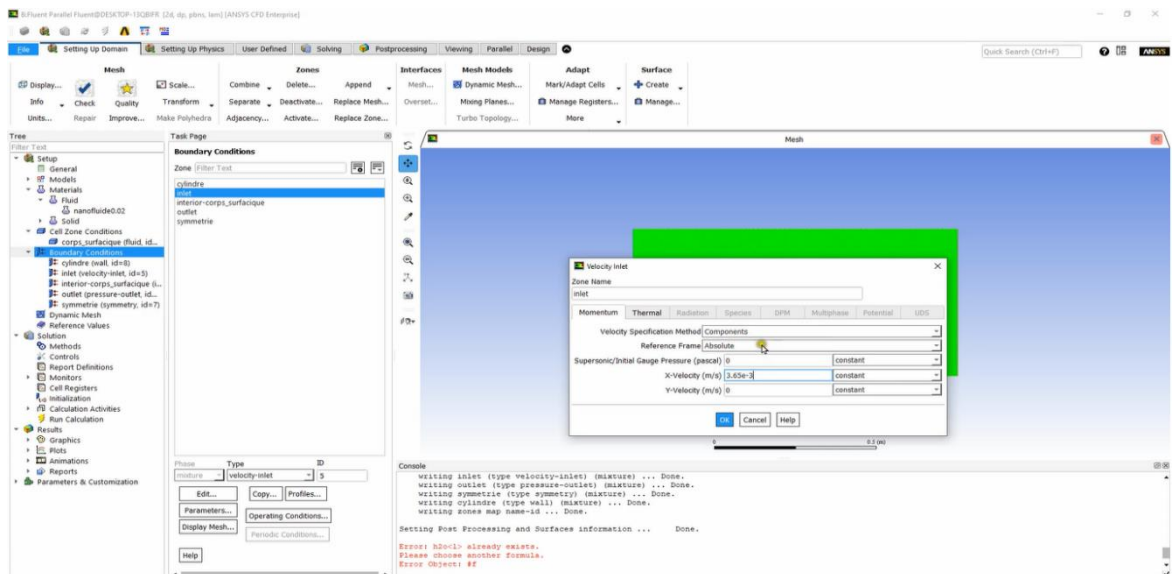 B:Fluent Parallel Fluent@DESKTOP-13QBIFR [2d, dp, pbns, lam] [ANSYS CFD Enterprise]
File Setting Up Domain Setting Up Physics User Defined Solving Postprocessing Viewing Parallel Design
Quick Search (Ctrl+F) ANSYS
Mesh Zones Interfaces Mesh Models Adapt Surface
Display... Scale... Combine Delete... Append Mesh... Dynamic Mesh... Mark/Adapt Cells Create
Info Check Quality Transform Separate Deactivate... Replace Mesh... Overset... Mixing Planes... Manage Registers... Manage...
Units... Repair Improve... Make Polyhedra Adjacency... Activate... Replace Zone... Turbo Topology... More
Tree
Filter Text
Setup
General
Models
Materials
Fluid
nanofluide0.02
Solid
Cell Zone Conditions
corps_surfacique (fluid, id...
Boundary Conditions
cylindre (wall, id=8)
inlet (velocity-inlet, id=5)
interior-corps_surfacique (i...
outlet (pressure-outlet, id...
symmetrie (symmetry, id=7)
Dynamic Mesh
Reference Values
Solution
Methods
Controls
Report Definitions
Monitors
Cell Registers
Initialization
Calculation Activities
Run Calculation
Results
Graphics
Plots
Animations
Reports
Parameters & Customization
Task Page
Boundary Conditions
Zone Filter Text
cylindre
inlet
interior-corps_surfacique
outlet
symmetrie
Phase Type ID
mixture velocity-inlet 5
Edit... Copy... Profiles...
Parameters... Operating Conditions...
Display Mesh... Periodic Conditions...
Help
Mesh
Velocity Inlet
Zone Name
inlet
Momentum Thermal Radiation Species DPM Multiphase Potential UDS
Velocity Specification Method Components
Reference Frame Absolute
Supersonic/Initial Gauge Pressure (pascal) 0 constant
X-Velocity (m/s) 3.65e-3 constant
Y-Velocity (m/s) 0 constant
OK Cancel Help
0 0.5 (m)
Console
writing inlet (type velocity-inlet) (mixture) ... Done.
writing outlet (type pressure-outlet) (mixture) ... Done.
writing symmetrie (type symmetry) (mixture) ... Done.
writing cylindre (type wall) (mixture) ... Done.
writing zones map name-id ... Done.
Setting Post Processing and Surfaces information ... Done.
Error: h2o<l> already exists.
Please choose another formula.
Error Object: #f